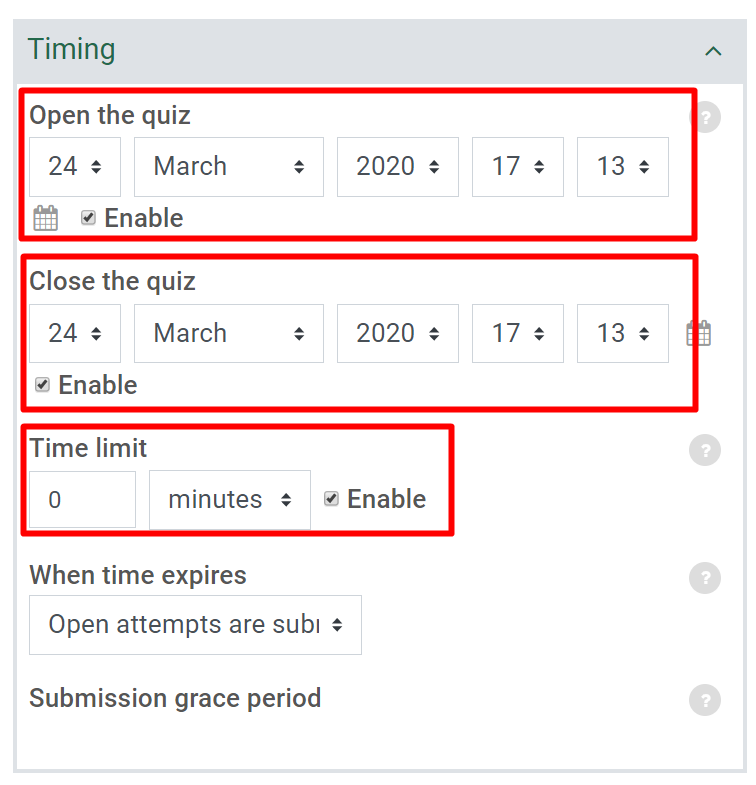 Timing
Open the quiz
?
24 March 2020 17 13
Enable
Close the quiz
24 March 2020 17 13
Enable
Time limit
?
0 minutes Enable
When time expires
?
Open attempts are
Submission grace period
?